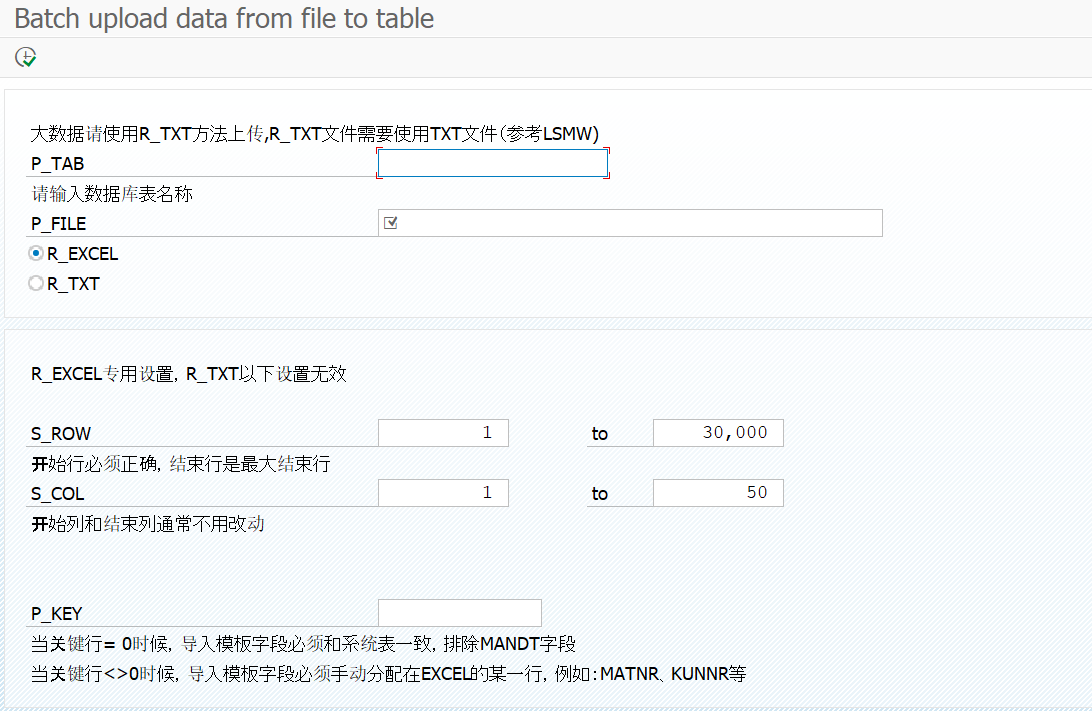 Batch upload data from file to table
大数据请使用R_TXT方法上传,R_TXT文件需要使用TXT文件(参考LSMW)
P_TAB
请输入数据库表名称
P_FILE
R_EXCEL
R_TXT
R_EXCEL专用设置, R_TXT以下设置无效
S_ROW 1 to 30,000
开始行必须正确, 结束行是最大结束行
S_COL 1 to 50
开始列和结束列通常不用改动
P_KEY
当关键行= 0时候, 导入模板字段必须和系统表一致, 排除MANDT字段
当关键行<>0时候, 导入模板字段必须手动分配在EXCEL的某一行, 例如:MATNR、KUNNR等